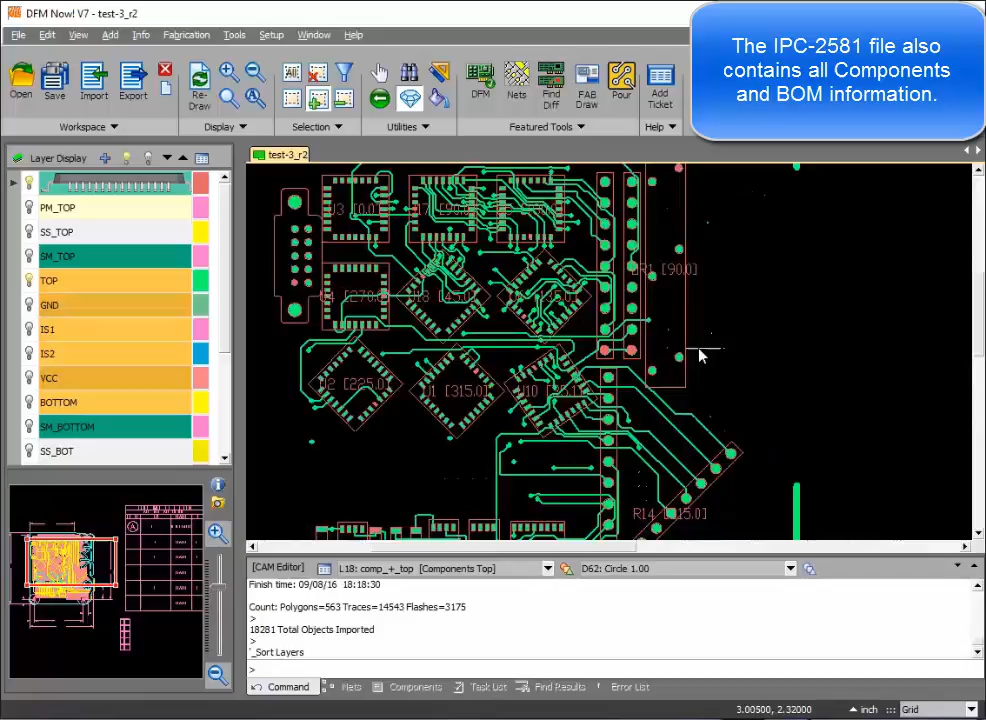 DFM Now! V7 - test-3_r2
The IPC-2581 file also
contains all Components
and BOM information.
File Edit View Add Info Fabrication Tools Setup Window Help
Open Save Import Export
Re-
Draw
DFM Nets Find
Diff FAB
Draw Pour Add
Ticket
Workspace Display Selection Utilities Featured Tools Help
Layer Display
test-3_r2
PM_TOP
SS_TOP
SM_TOP
TOP
GND
IS1
IS2
VCC
BOTTOM
SM_BOTTOM
SS_BOT
U2 [225.0]
U1 [315.0]
[CAM Editor] L18: comp_+_top [Components Top] D62: Circle 1.00
Finish time: 09/08/16 18:18:30
Count: Polygons=563 Traces=14543 Flashes=3175
>
18281 Total Objects Imported
>
'_Sort Layers
>
Command Nets Components Task List Find Results Error List
3.00500, 2.32000 inch Grid